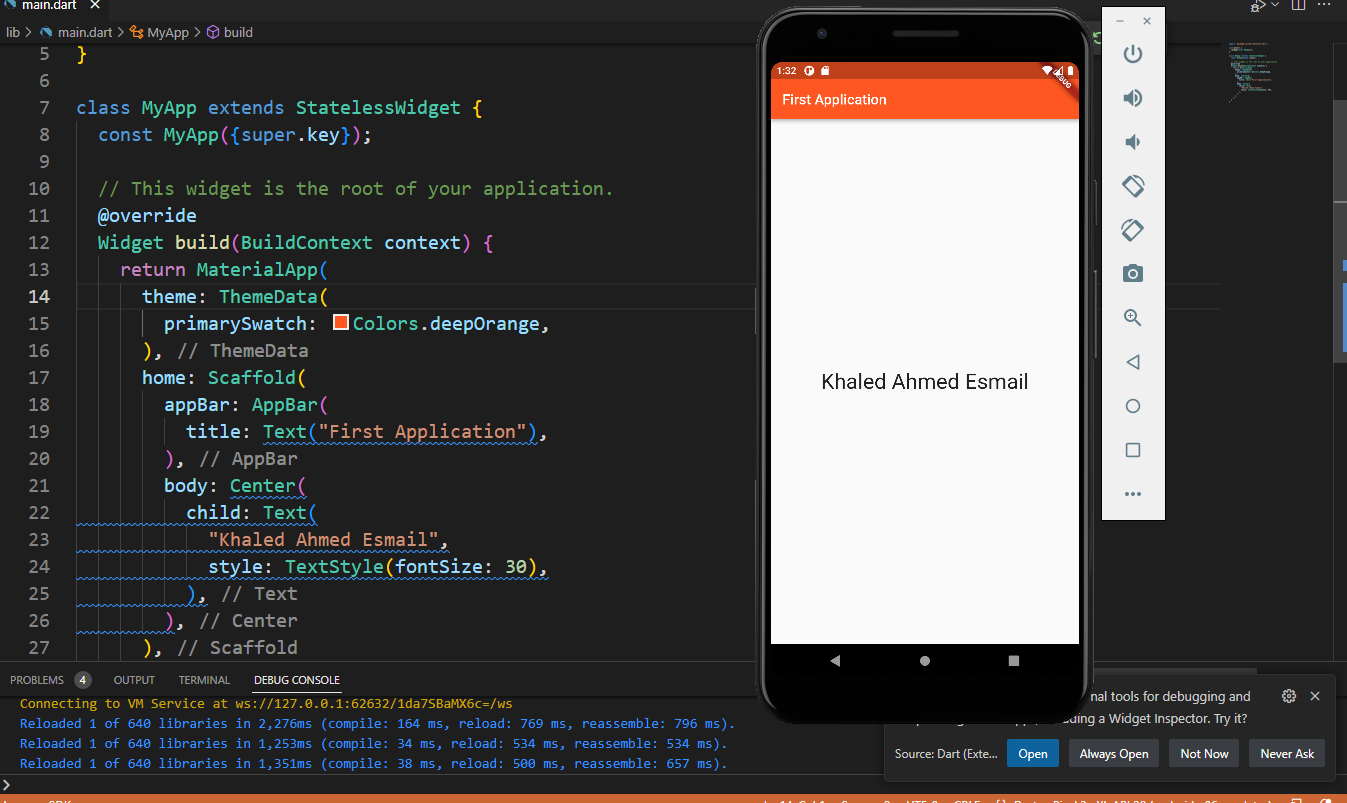 main.dart
lib > main.dart > MyApp > build
5 }
6
7 class MyApp extends StatelessWidget {
8 const MyApp({super.key});
9
10 // This widget is the root of your application.
11 @override
12 Widget build(BuildContext context) {
13 return MaterialApp(
14 theme: ThemeData(
15 primarySwatch: Colors.deepOrange,
16 ), // ThemeData
17 home: Scaffold(
18 appBar: AppBar(
19 title: Text("First Application"),
20 ), // AppBar
21 body: Center(
22 child: Text(
23 "Khaled Ahmed Esmail",
24 style: TextStyle(fontSize: 30),
25 ), // Text
26 ), // Center
27 ), // Scaffold
1:32
DEBUG
First Application
Khaled Ahmed Esmail
PROBLEMS 4 OUTPUT TERMINAL DEBUG CONSOLE
Connecting to VM Service at ws://127.0.0.1:62632/1da7SBaMX6c=/ws
Reloaded 1 of 640 libraries in 2,276ms (compile: 164 ms, reload: 769 ms, reassemble: 796 ms).
Reloaded 1 of 640 libraries in 1,253ms (compile: 34 ms, reload: 534 ms, reassemble: 534 ms).
Reloaded 1 of 640 libraries in 1,351ms (compile: 38 ms, reload: 500 ms, reassemble: 657 ms).
nal tools for debugging and
uding a Widget Inspector. Try it?
Source: Dart (Exte... Open Always Open Not Now Never Ask